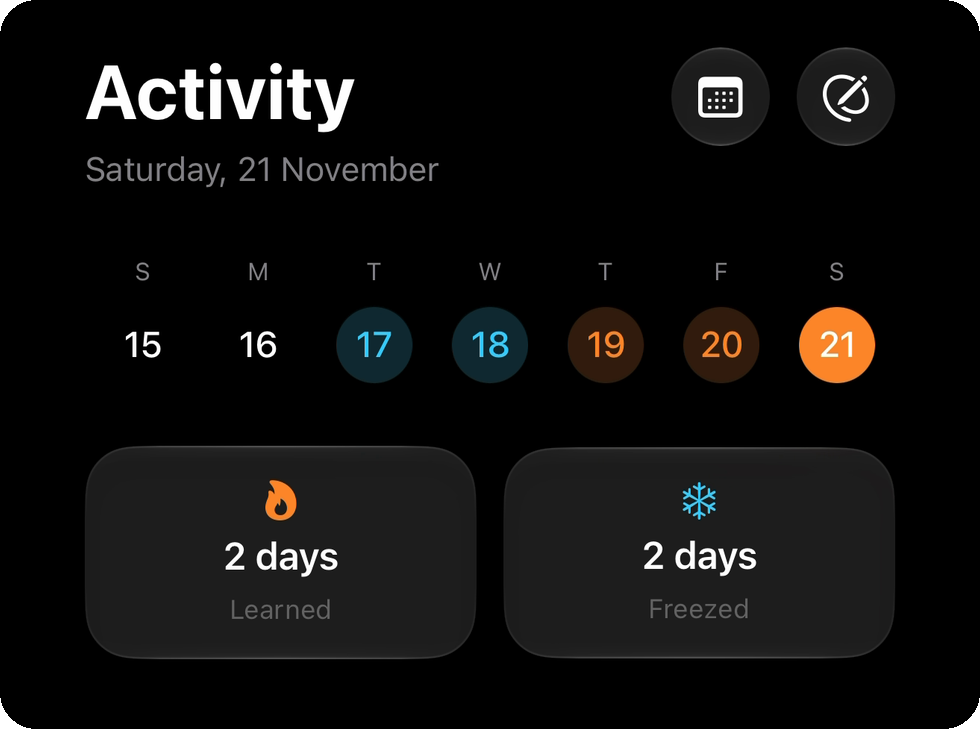 Activity
Saturday, 21 November
S M T W T F S
15 16 17 18 19 20 21
2 days 2 days
Learned Freezed